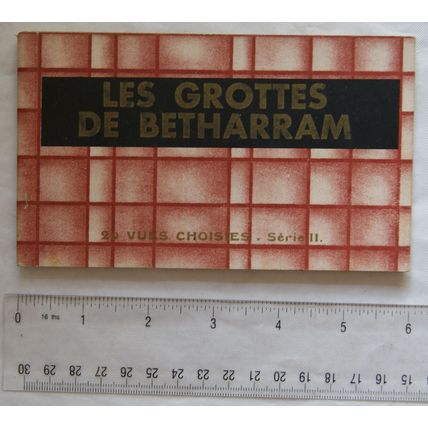 LES GROTTES
DE BETHARRAM
20 VUES CHOISIES - Série II.
0 16 ths 1 2 3 4 5 6
30 29 28 27 26 25 24 23 22 21 20 19 18 17 16 15